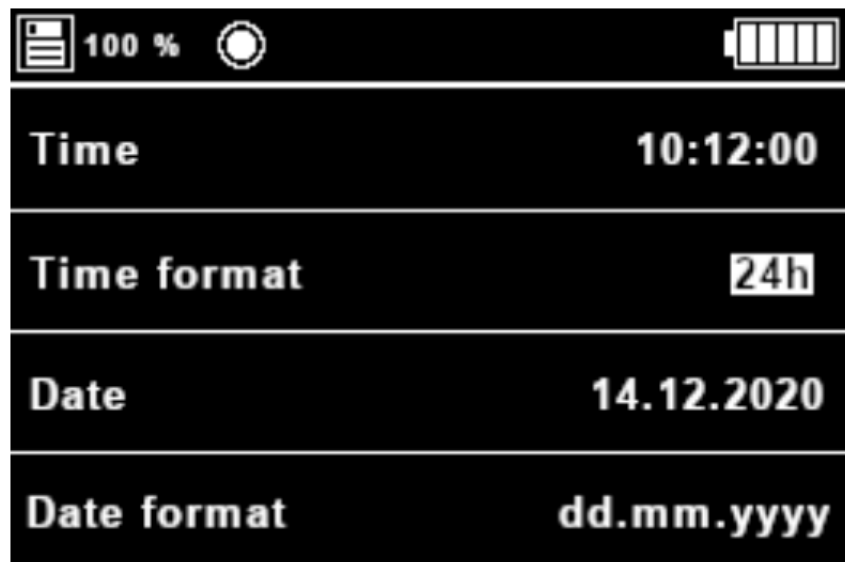 100 %
Time 10:12:00
Time format 24h
Date 14.12.2020
Date format dd.mm.yyyy